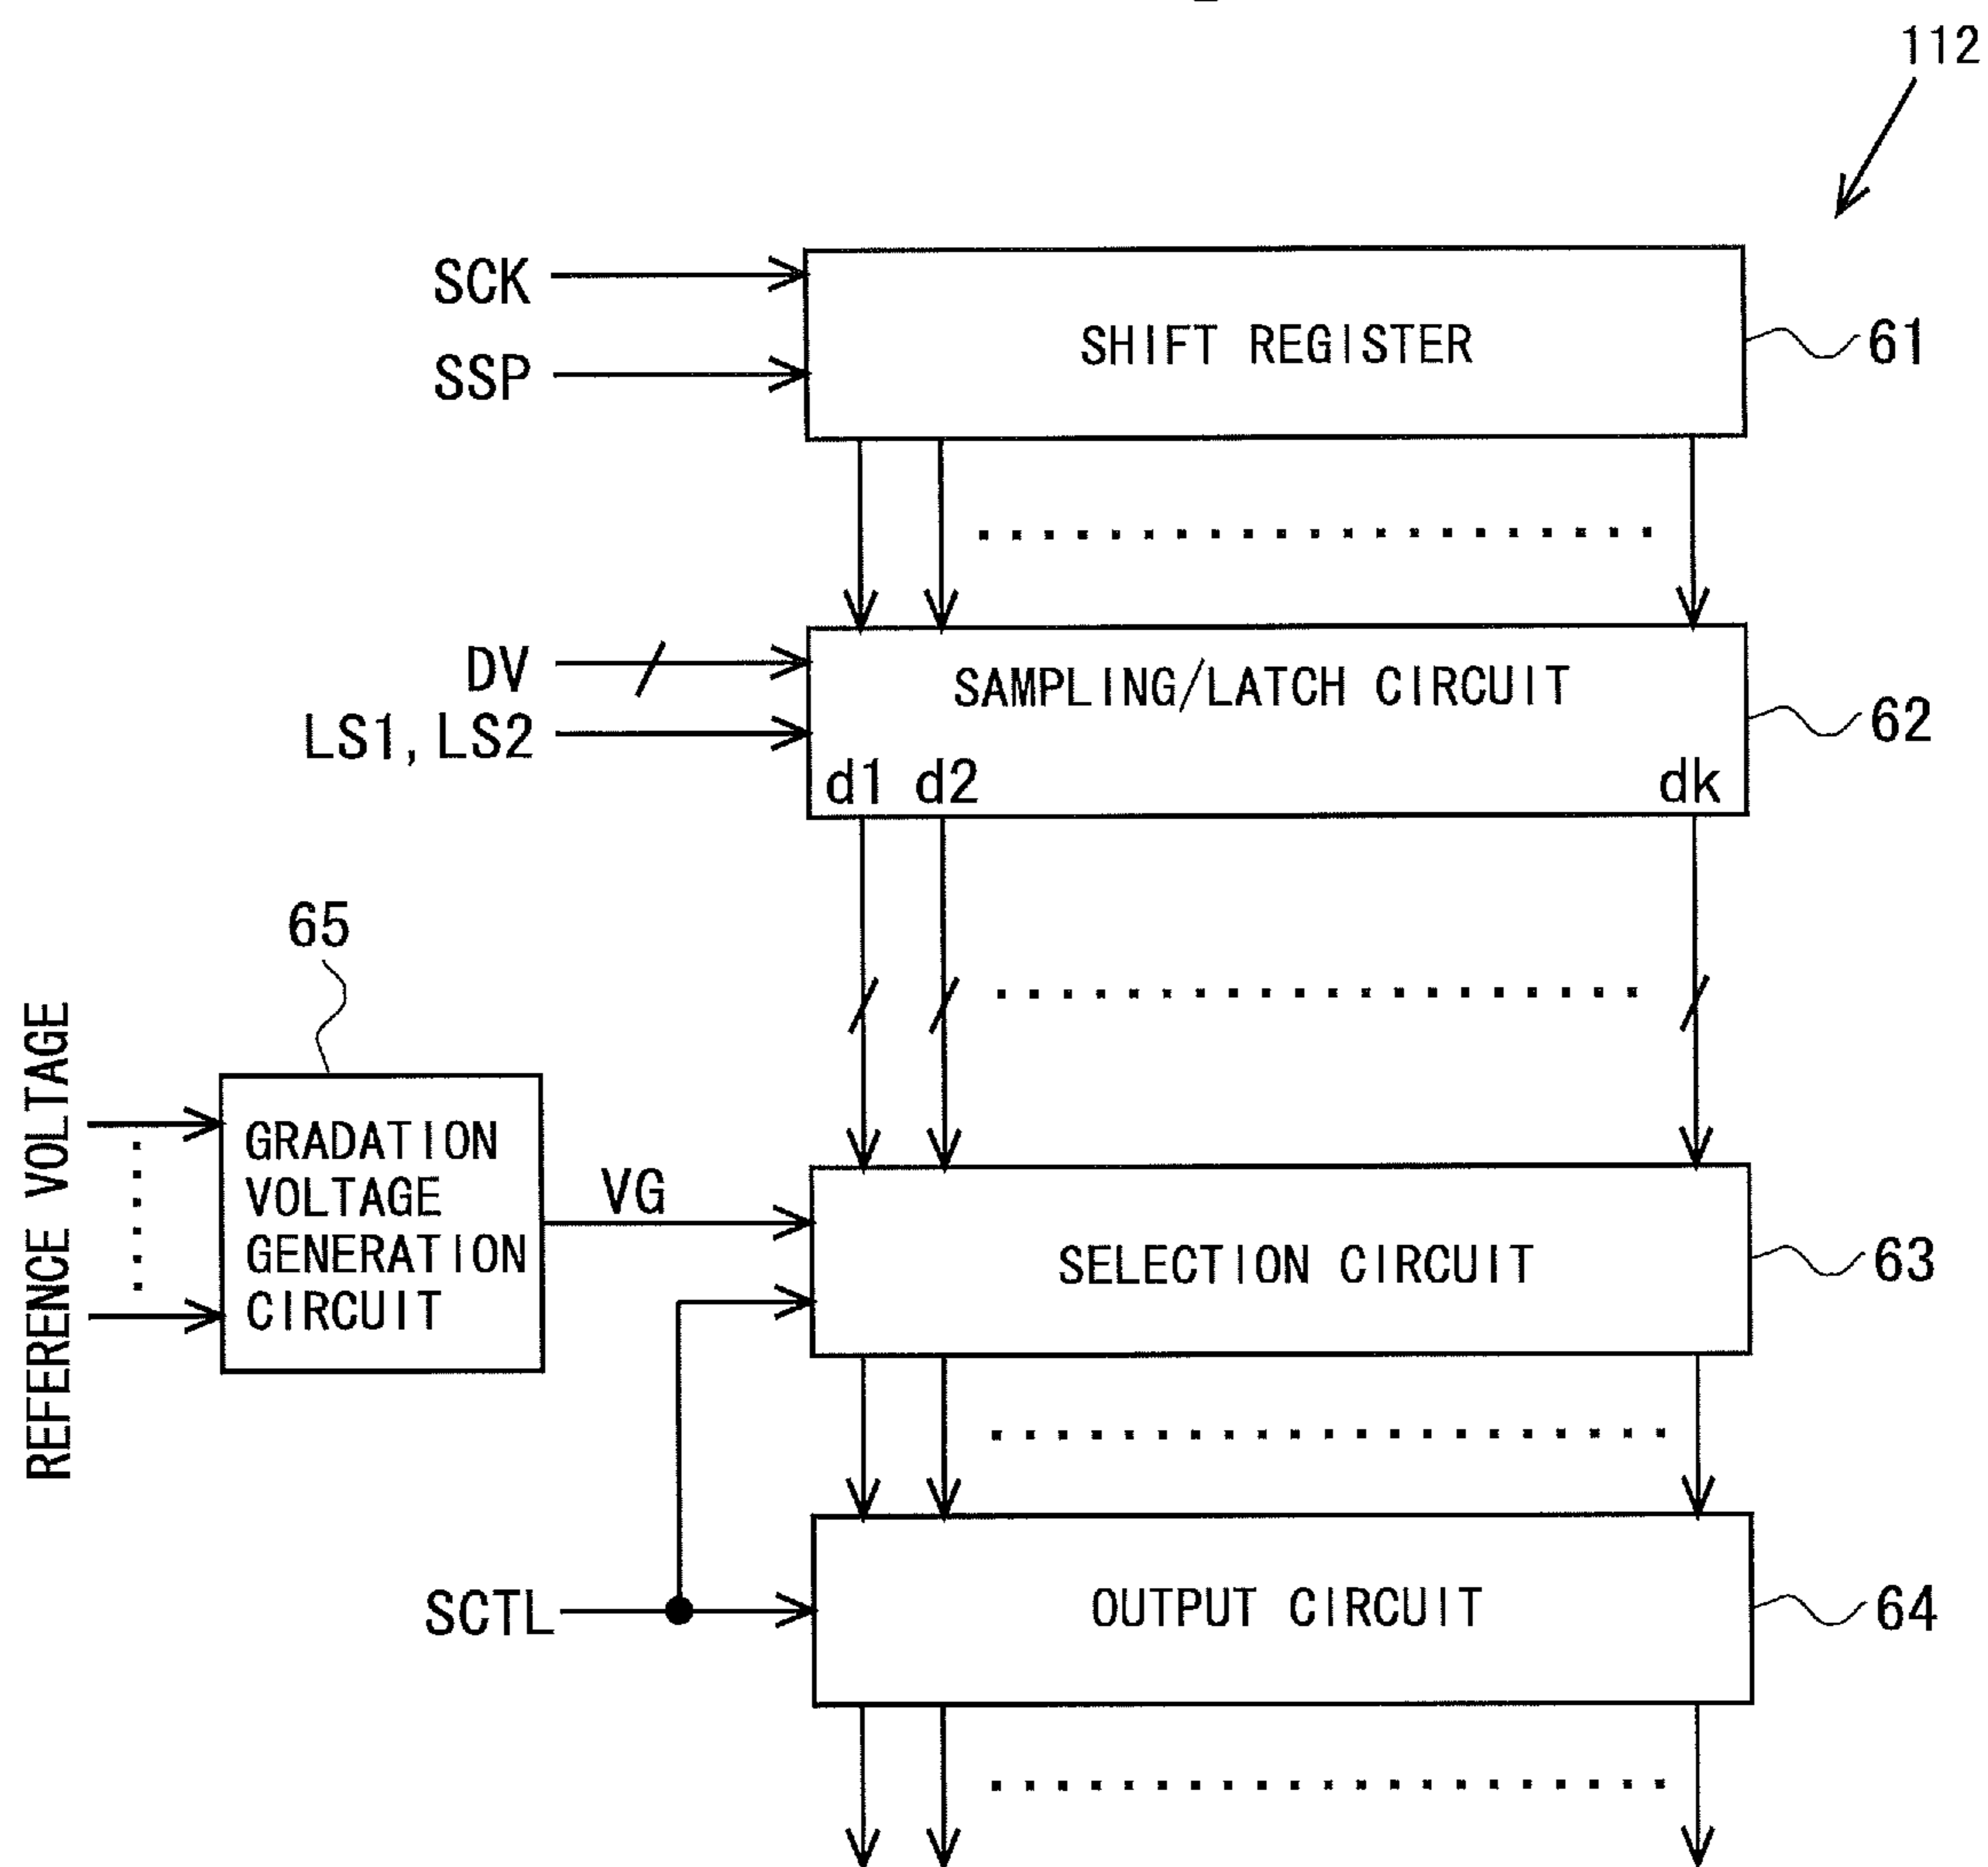 112
SCK
SSP
SHIFT REGISTER
61
DV
LS1, LS2
SAMPLING/LATCH CIRCUIT
d1 d2 dk
62
65
REFERENCE VOLTAGE
GRADATION
VOLTAGE
GENERATION
CIRCUIT
VG
SELECTION CIRCUIT
63
SCTL
OUTPUT CIRCUIT
64